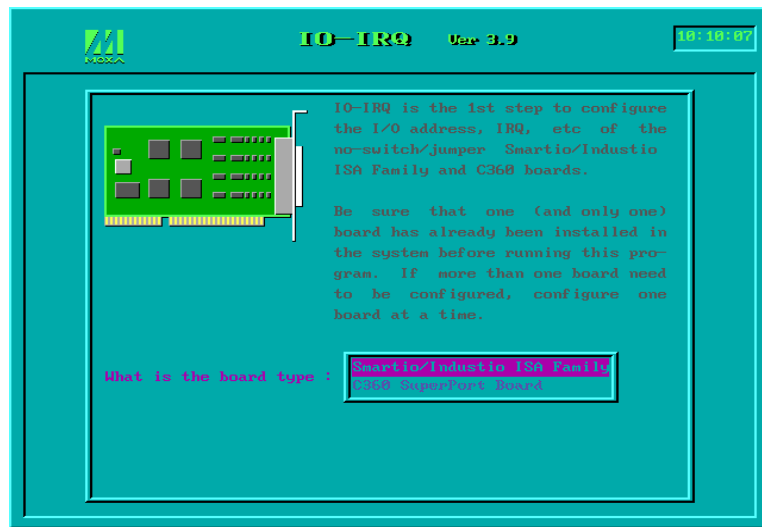 MOXA
IO-IRQ Ver 3.9
10:10:07
IO-IRQ is the 1st step to configure
the I/O address, IRQ, etc of the
no-switch/jumper Smartio/Industio
ISA Family and C360 boards.
Be sure that one (and only one)
board has already been installed in
the system before running this pro-
gram. If more than one board need
to be configured, configure one
board at a time.
What is the board type :
Smartio/Industio ISA Family
C360 SuperPort Board